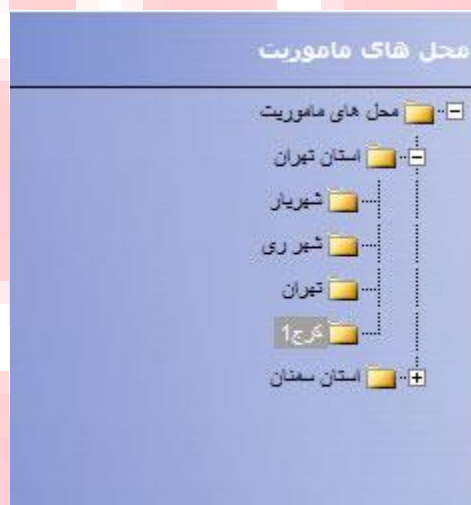 محل های ماموریت
محل های ماموریت
استان تهران
شهریار
شهر ری
تهران
کرج1
استان سمنان